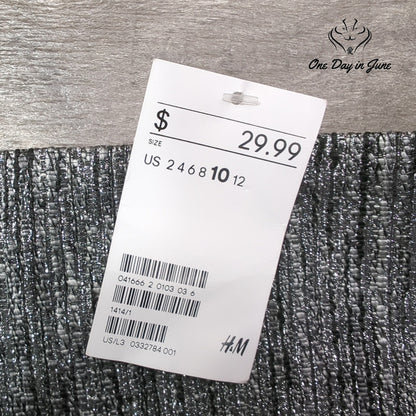 One Day in June
$ 29.99
SIZE
US 2 4 6 8 10 12
041666 2 0103 03 6
1414/1
US/L3 0332784 001
H&M